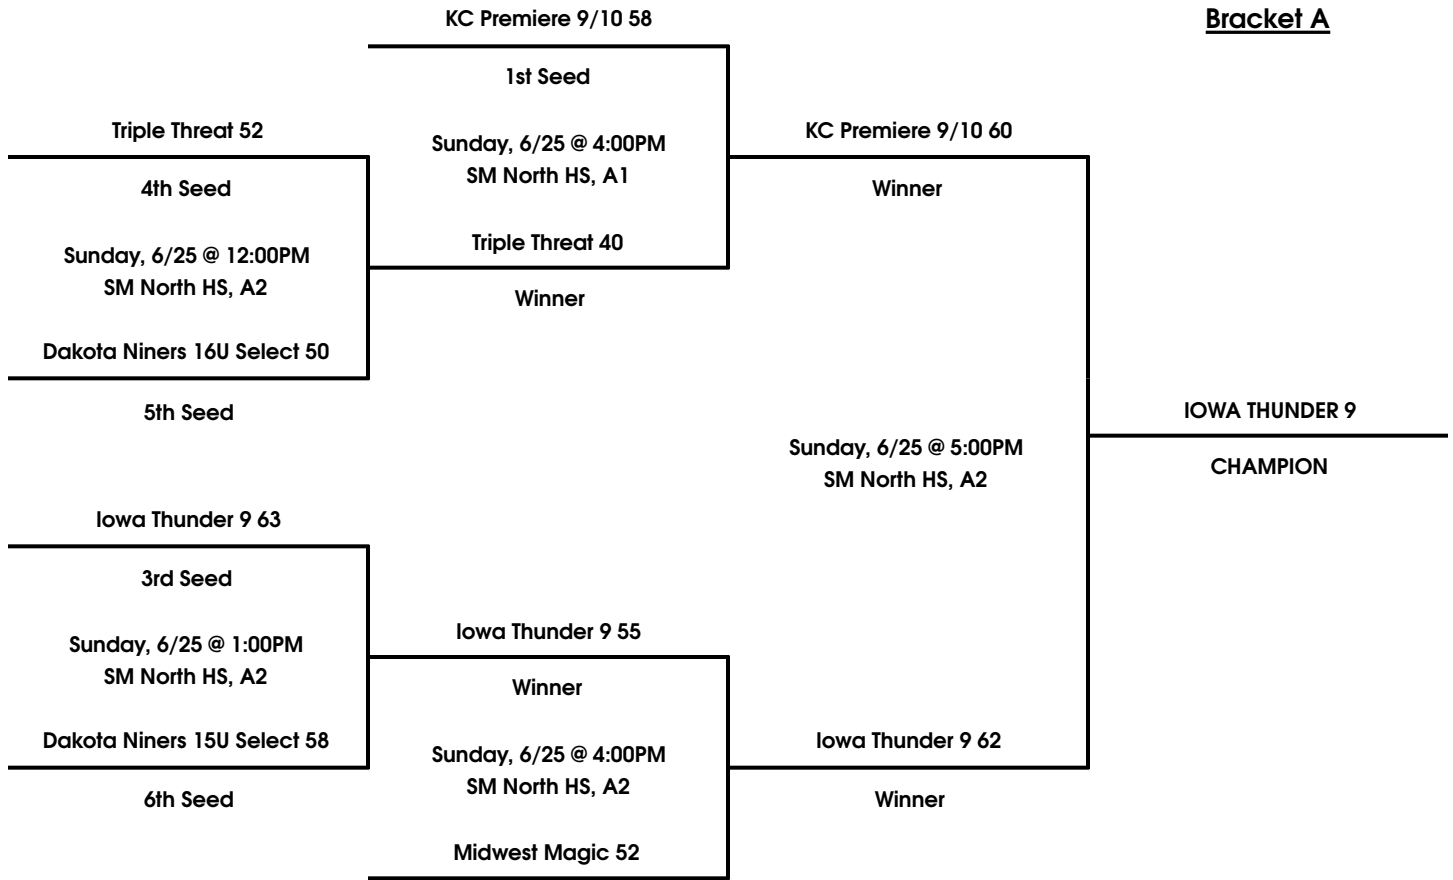 KC Premiere 9/10 58
Bracket A
1st Seed
Triple Threat 52
Sunday, 6/25 @ 4:00PM
SM North HS, A1
KC Premiere 9/10 60
4th Seed
Winner
Sunday, 6/25 @ 12:00PM
SM North HS, A2
Triple Threat 40
Winner
Dakota Niners 16U Select 50
5th Seed
IOWA THUNDER 9
Sunday, 6/25 @ 5:00PM
SM North HS, A2
CHAMPION
Iowa Thunder 9 63
3rd Seed
Sunday, 6/25 @ 1:00PM
SM North HS, A2
Iowa Thunder 9 55
Winner
Dakota Niners 15U Select 58
Sunday, 6/25 @ 4:00PM
SM North HS, A2
Iowa Thunder 9 62
6th Seed
Winner
Midwest Magic 52